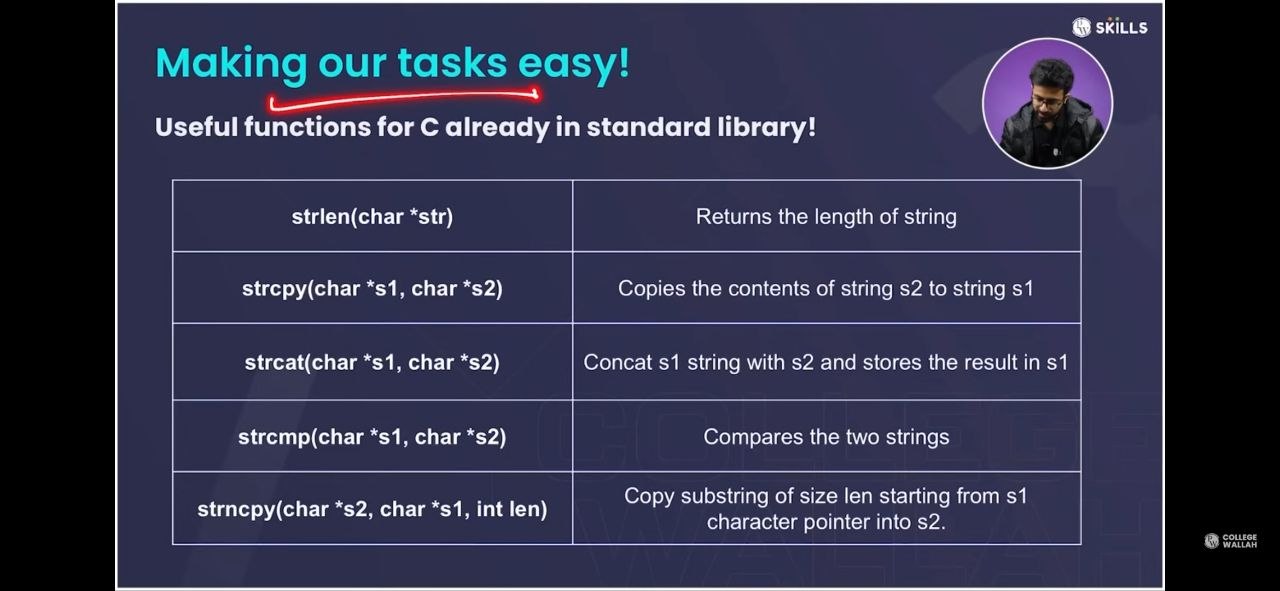 SKILLS
Making our tasks easy!
Useful functions for C already in standard library!
strlen(char *str)
Returns the length of string
strcpy(char *s1, char *s2)
Copies the contents of string s2 to string s1
strcat(char *s1, char *s2)
Concat s1 string with s2 and stores the result in s1
strcmp(char *s1, char *s2)
Compares the two strings
strncpy(char *s2, char *s1, int len)
Copy substring of size len starting from s1
character pointer into s2.
COLLEGE
WALLAH
COLLEGE
WALLAH